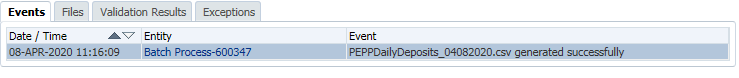 Events Files Validation Results Exceptions
Date / Time Entity Event
08-APR-2020 11:16:09 Batch Process-600347 PEPPDailyDeposits_04082020.csv generated successfully